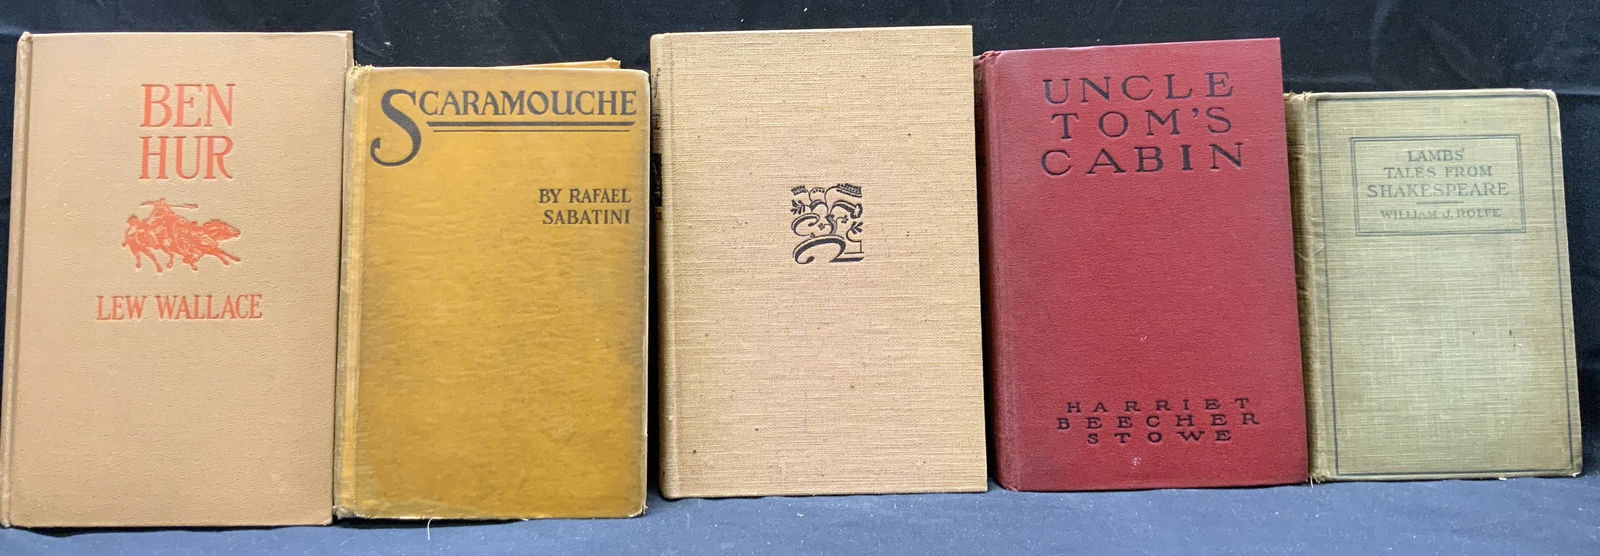 BEN
HUR
LEW WALLACE
SCARAMOUCHE
BY RAFAEL
SABATINI
UNCLE
TOM'S
CABIN
HARRIET
BEECHER
STOWE
LAMBS'
TALES FROM
SHAKESPEARE
WILLIAM J. ROLFE